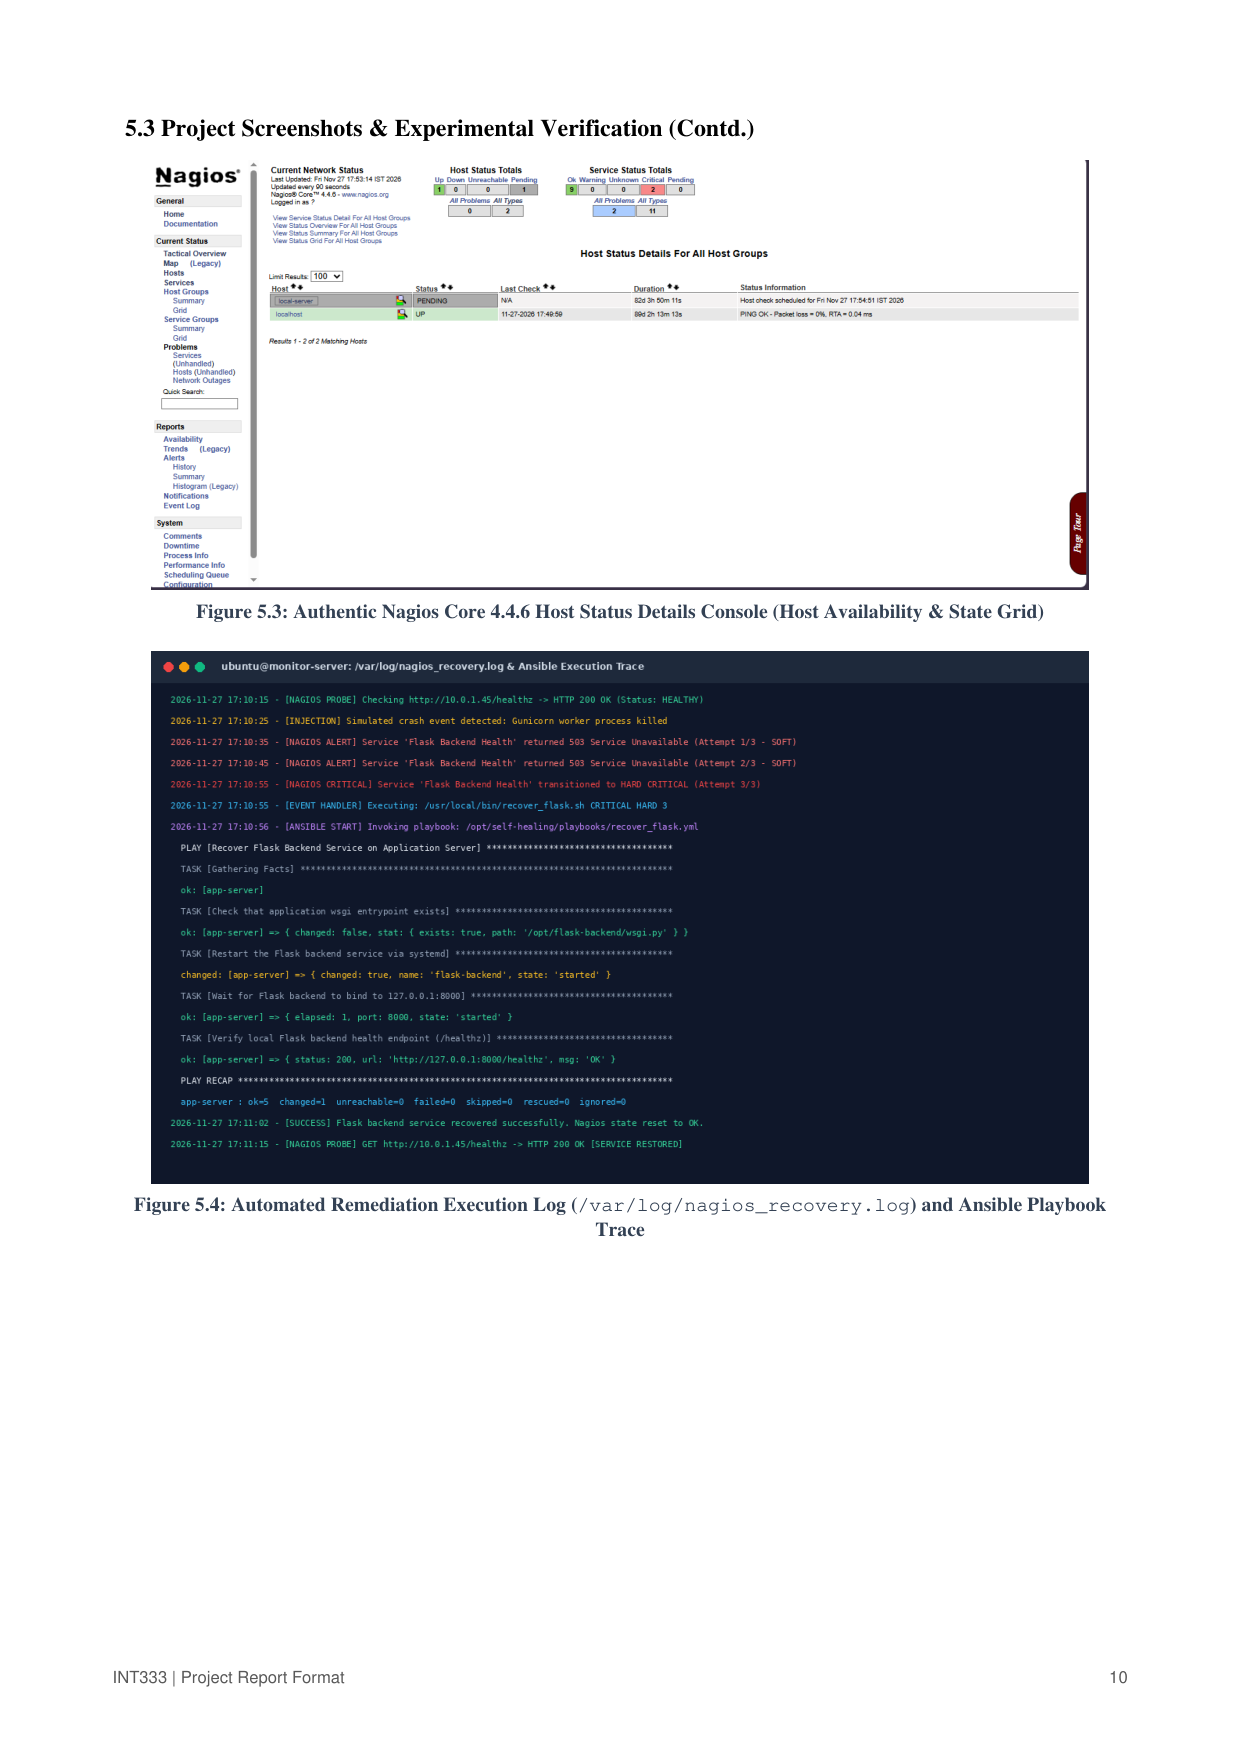 5.3 Project Screenshots & Experimental Verification (Contd.)
Nagios®
General
Home
Documentation
Current Status
Tactical Overview
Map (Legacy)
Hosts
Services
Host Groups
Summary
Grid
Service Groups
Summary
Grid
Problems
Services
(Unhandled)
Hosts (Unhandled)
Network Outages
Quick Search:
Reports
Availability
Trends (Legacy)
Alerts
History
Summary
Histogram (Legacy)
Notifications
Event Log
System
Comments
Downtime
Process Info
Performance Info
Scheduling Queue
Configuration
Current Network Status
Last Updated: Fri Nov 27 17:53:14 IST 2026
Updated every 90 seconds
Nagios® Core™ 4.4.6 - www.nagios.org
Logged in as ?
View Service Status Detail For All Host Groups
View Status Overview For All Host Groups
View Status Summary For All Host Groups
View Status Grid For All Host Groups
Host Status Totals
Up Down Unreachable Pending
1 0 0 1
All Problems All Types
0 2
Service Status Totals
Ok Warning Unknown Critical Pending
9 0 0 2 0
All Problems All Types
2 11
Host Status Details For All Host Groups
Limit Results: 100
Host Status Last Check Duration Status Information
local-server PENDING N/A 82d 3h 50m 11s Host check scheduled for Fri Nov 27 17:54:51 IST 2026
localhost UP 11-27-2026 17:49:59 89d 2h 13m 13s PING OK - Packet loss = 0%, RTA = 0.04 ms
Results 1 - 2 of 2 Matching Hosts
Page Tour
Figure 5.3: Authentic Nagios Core 4.4.6 Host Status Details Console (Host Availability & State Grid)
ubuntu@monitor-server: /var/log/nagios_recovery.log & Ansible Execution Trace
2026-11-27 17:10:15 - [NAGIOS PROBE] Checking http://10.0.1.45/healthz -> HTTP 200 OK (Status: HEALTHY)
2026-11-27 17:10:25 - [INJECTION] Simulated crash event detected: Gunicorn worker process killed
2026-11-27 17:10:35 - [NAGIOS ALERT] Service 'Flask Backend Health' returned 503 Service Unavailable (Attempt 1/3 - SOFT)
2026-11-27 17:10:45 - [NAGIOS ALERT] Service 'Flask Backend Health' returned 503 Service Unavailable (Attempt 2/3 - SOFT)
2026-11-27 17:10:55 - [NAGIOS CRITICAL] Service 'Flask Backend Health' transitioned to HARD CRITICAL (Attempt 3/3)
2026-11-27 17:10:55 - [EVENT HANDLER] Executing: /usr/local/bin/recover_flask.sh CRITICAL HARD 3
2026-11-27 17:10:56 - [ANSIBLE START] Invoking playbook: /opt/self-healing/playbooks/recover_flask.yml
PLAY [Recover Flask Backend Service on Application Server] ************************************
TASK [Gathering Facts] ************************************************************************
ok: [app-server]
TASK [Check that application wsgi entrypoint exists] ******************************************
ok: [app-server] => { changed: false, stat: { exists: true, path: '/opt/flask-backend/wsgi.py' } }
TASK [Restart the Flask backend service via systemd] ******************************************
changed: [app-server] => { changed: true, name: 'flask-backend', state: 'started' }
TASK [Wait for Flask backend to bind to 127.0.0.1:8000] ***************************************
ok: [app-server] => { elapsed: 1, port: 8000, state: 'started' }
TASK [Verify local Flask backend health endpoint (/healthz)] **********************************
ok: [app-server] => { status: 200, url: 'http://127.0.0.1:8000/healthz', msg: 'OK' }
PLAY RECAP ************************************************************************************
app-server : ok=5 changed=1 unreachable=0 failed=0 skipped=0 rescued=0 ignored=0
2026-11-27 17:11:02 - [SUCCESS] Flask backend service recovered successfully. Nagios state reset to OK.
2026-11-27 17:11:15 - [NAGIOS PROBE] GET http://10.0.1.45/healthz -> HTTP 200 OK [SERVICE RESTORED]
Figure 5.4: Automated Remediation Execution Log (/var/log/nagios_recovery.log) and Ansible Playbook
Trace
INT333 | Project Report Format
10